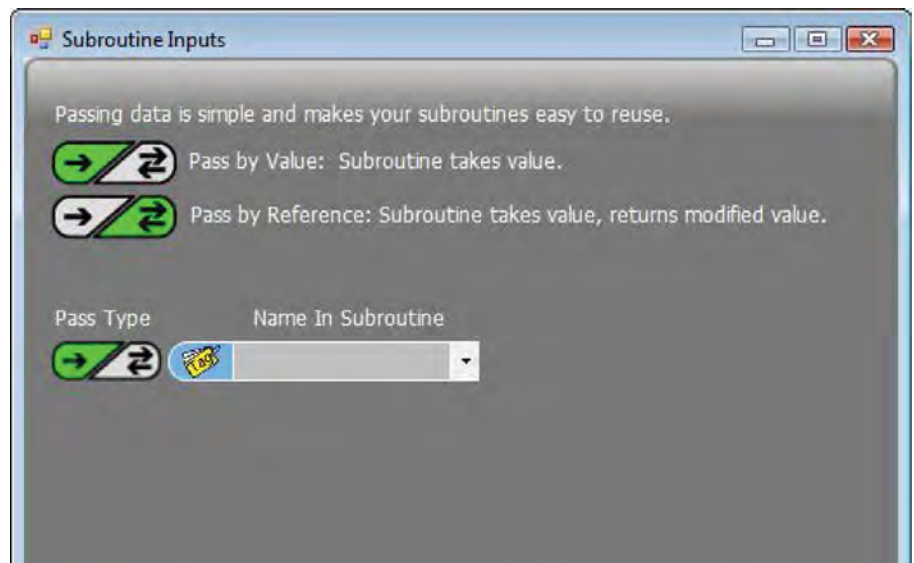 Subroutine Inputs
Passing data is simple and makes your subroutines easy to reuse.
Pass by Value: Subroutine takes value.
Pass by Reference: Subroutine takes value, returns modified value.
Pass Type Name In Subroutine
Tag